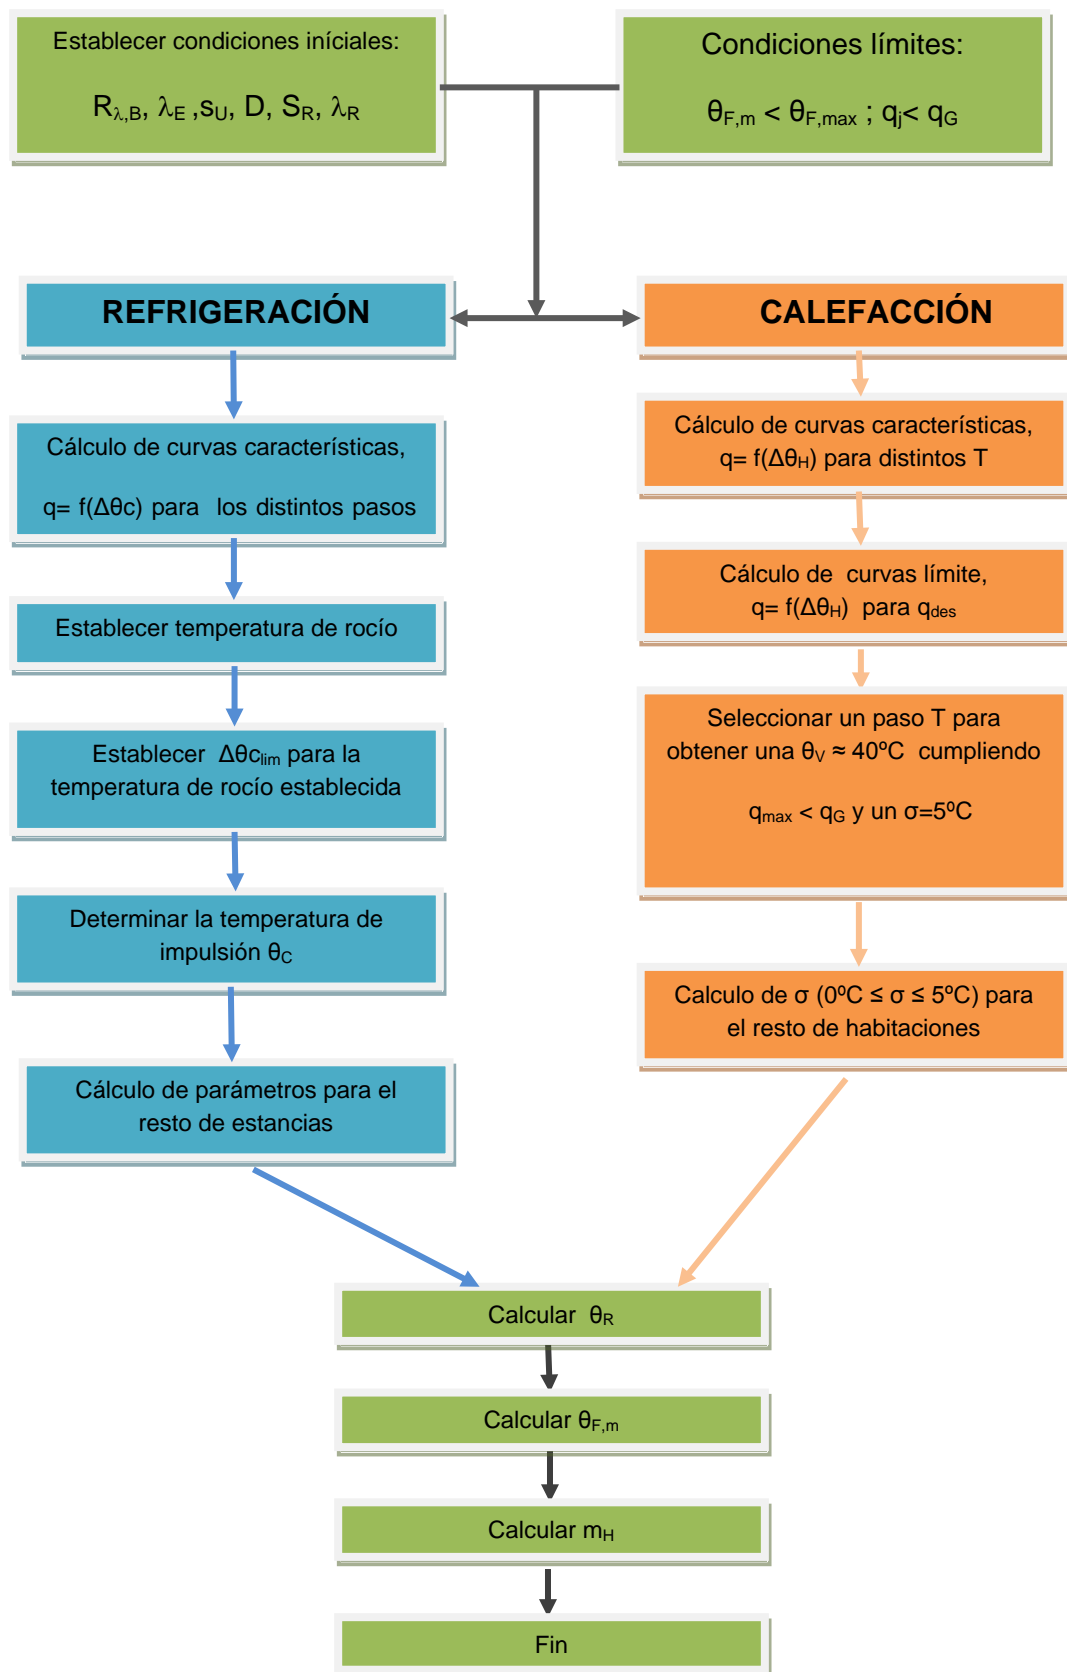 Establecer condiciones iníciales:
Rλ,B, λE ,sU, D, SR, λR
Condiciones límites:
θF,m < θF,max ; qj< qG
REFRIGERACIÓN
Cálculo de curvas características,
q= f(Δθc) para los distintos pasos
Establecer temperatura de rocío
Establecer Δθclim para la
temperatura de rocío establecida
Determinar la temperatura de
impulsión θC
Cálculo de parámetros para el
resto de estancias
CALEFACCIÓN
Cálculo de curvas características,
q= f(ΔθH) para distintos T
Cálculo de curvas límite,
q= f(ΔθH) para qdes
Seleccionar un paso T para
obtener una θV ≈ 40ºC cumpliendo
qmax < qG y un σ=5ºC
Calculo de σ (0ºC ≤ σ ≤ 5ºC) para
el resto de habitaciones
Calcular θR
Calcular θF,m
Calcular mH
Fin